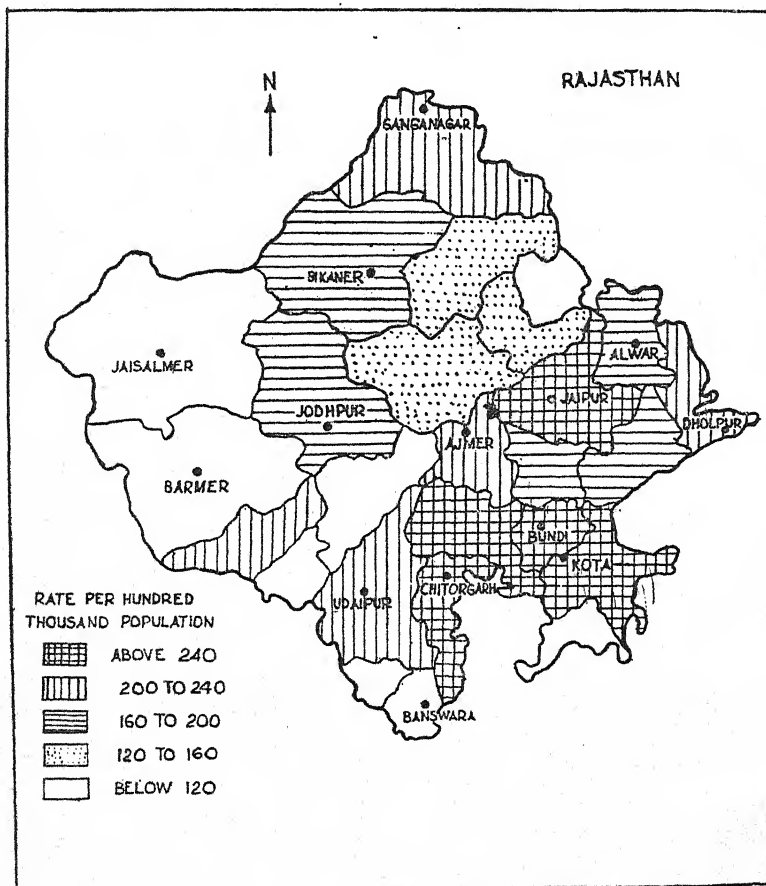 RAJASTHAN
N
GANGANAGAR
BIKANER
JAISALMER
ALWAR
JAIPUR
JODHPUR
DHOLPUR
AJMER
BARMER
BUNDI
KOTA
CHITORGARH
UDAIPUR
BANSWARA
RATE PER HUNDRED
THOUSAND POPULATION
ABOVE 240
200 TO 240
160 TO 200
120 TO 160
BELOW 120